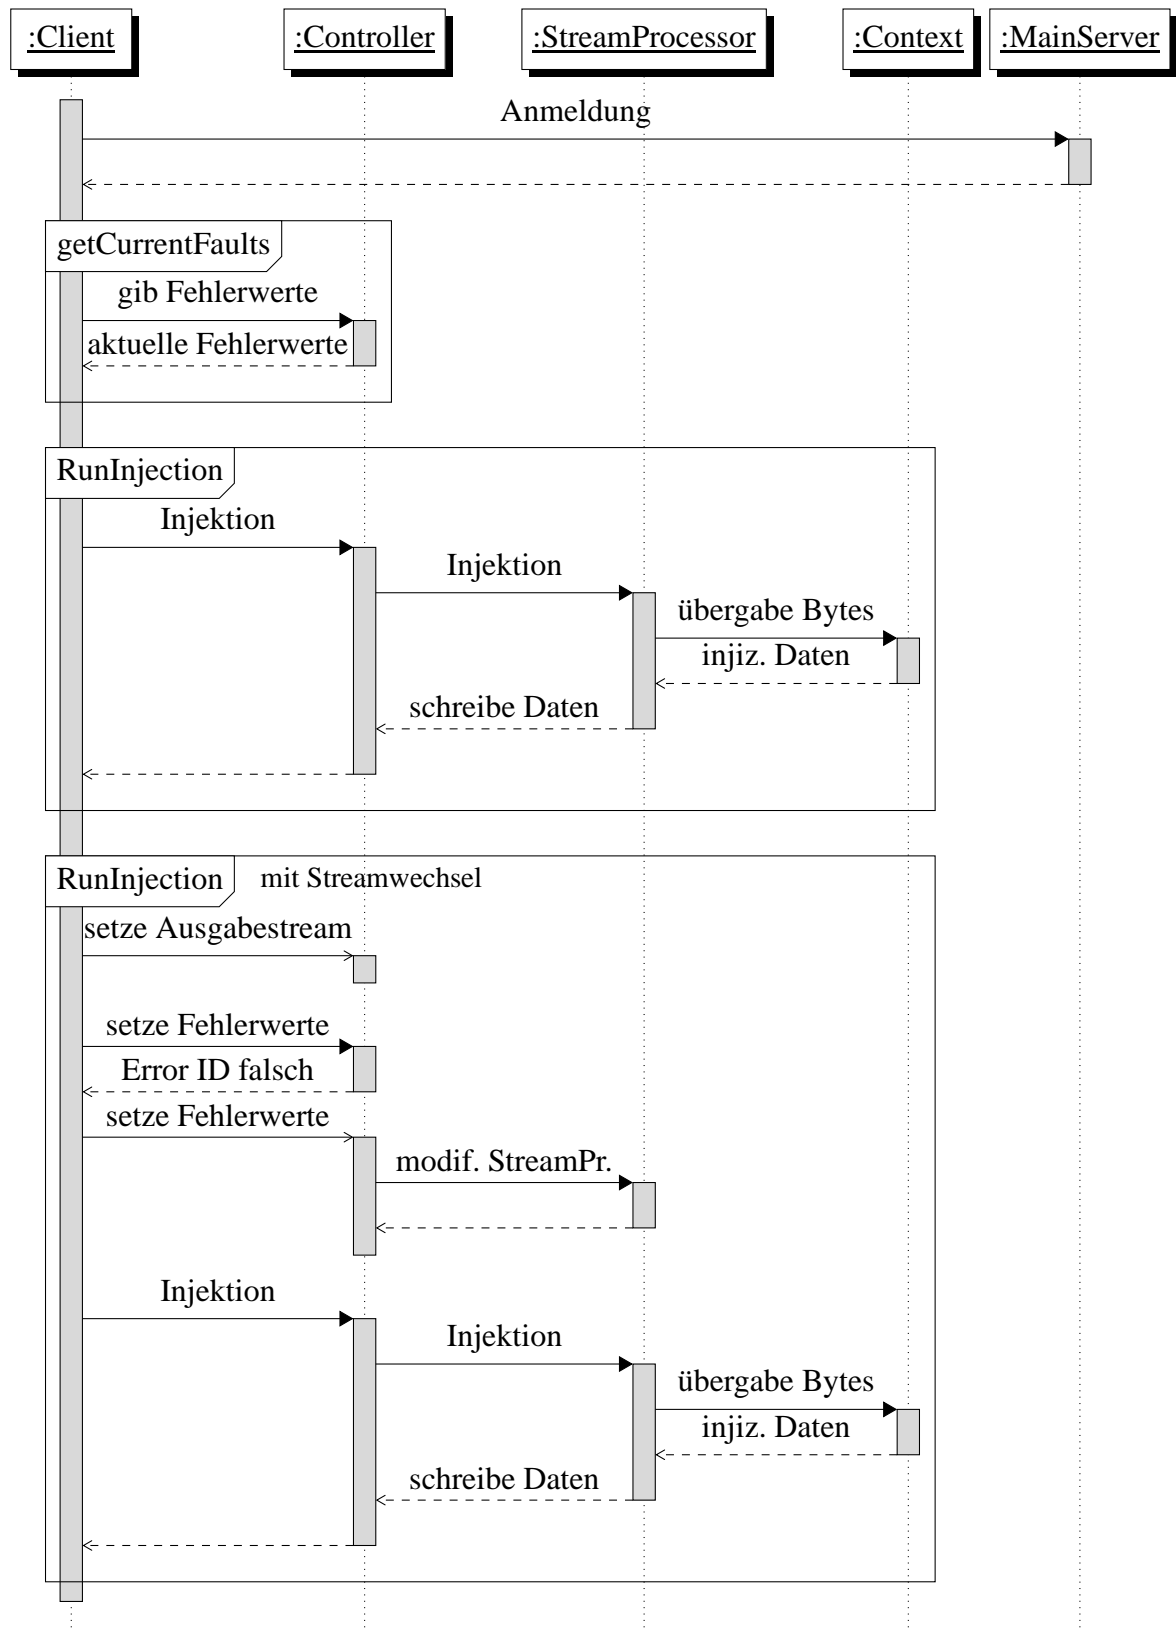 :Client
:Controller
:StreamProcessor
:Context
:MainServer
Anmeldung
getCurrentFaults
gib Fehlerwerte
aktuelle Fehlerwerte
RunInjection
Injektion
Injektion
übergabe Bytes
injiz. Daten
schreibe Daten
RunInjection mit Streamwechsel
setze Ausgabestream
setze Fehlerwerte
Error ID falsch
setze Fehlerwerte
modif. StreamPr.
Injektion
Injektion
übergabe Bytes
injiz. Daten
schreibe Daten